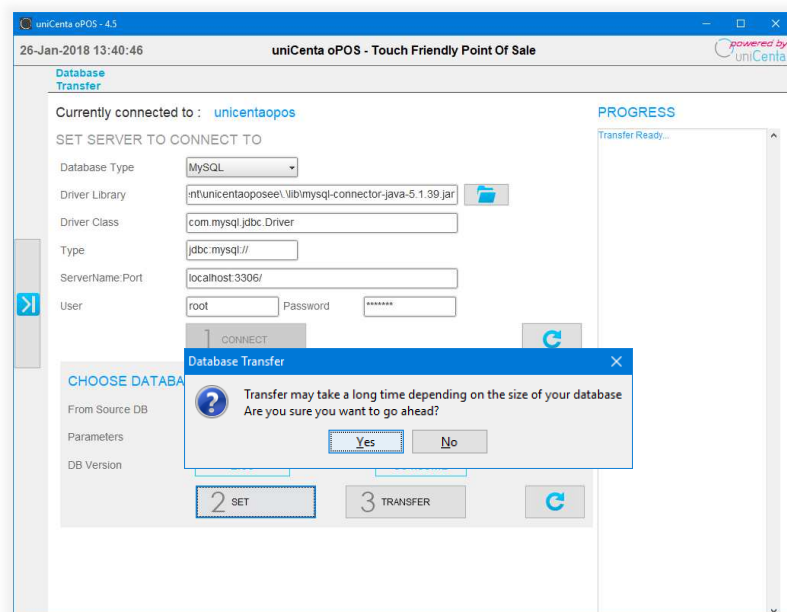 uniCenta oPOS - 4.5
26-Jan-2018 13:40:46
uniCenta oPOS - Touch Friendly Point Of Sale
powered by
uniCenta
Database
Transfer
Currently connected to : unicentaopos
PROGRESS
SET SERVER TO CONNECT TO
Transfer Ready...
Database Type MySQL
Driver Library nt\unicentaoposee\.\lib\mysql-connector-java-5.1.39.jar
Driver Class com.mysql.jdbc.Driver
Type jdbc:mysql://
ServerName:Port localhost:3306/
User root Password *******
1 CONNECT
Database Transfer
Transfer may take a long time depending on the size of your database
Are you sure you want to go ahead?
Yes No
CHOOSE DATABA
From Source DB
Parameters
DB Version
2 SET 3 TRANSFER